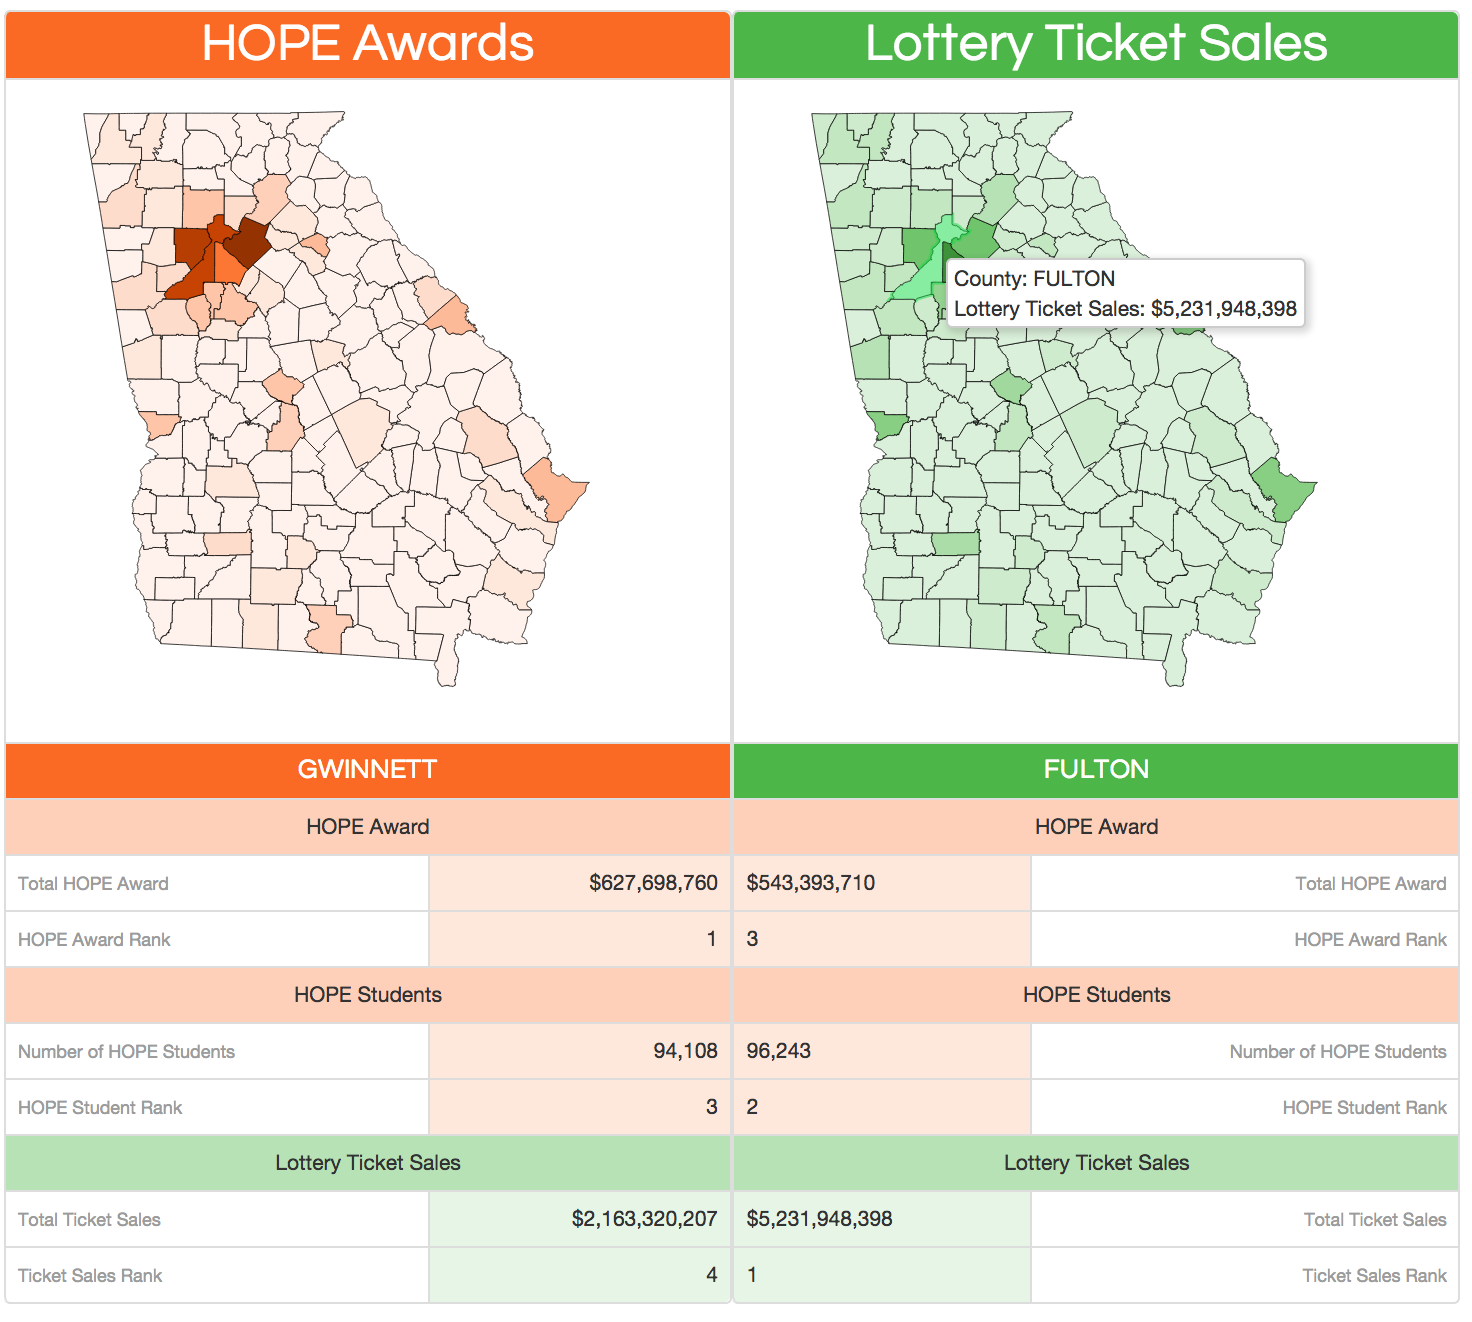 HOPE Awards
Lottery Ticket Sales
County: FULTON
Lottery Ticket Sales: $5,231,948,398
GWINNETT
FULTON
HOPE Award
HOPE Award
Total HOPE Award $627,698,760
$543,393,710 Total HOPE Award
HOPE Award Rank 1
3 HOPE Award Rank
HOPE Students
HOPE Students
Number of HOPE Students 94,108
96,243 Number of HOPE Students
HOPE Student Rank 3
2 HOPE Student Rank
Lottery Ticket Sales
Lottery Ticket Sales
Total Ticket Sales $2,163,320,207
$5,231,948,398 Total Ticket Sales
Ticket Sales Rank 4
1 Ticket Sales Rank